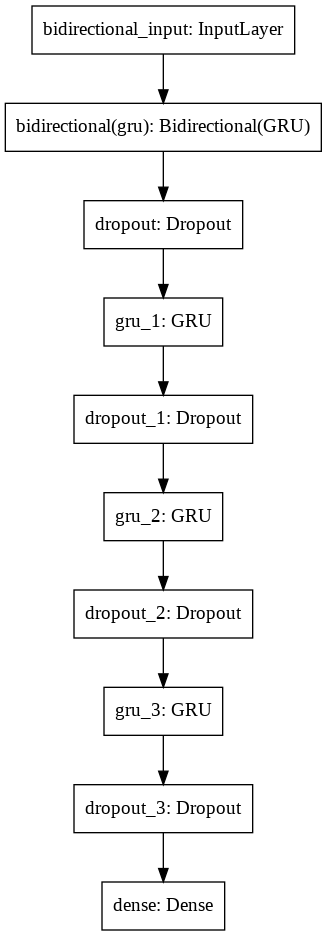 bidirectional_input: InputLayer
bidirectional(gru): Bidirectional(GRU)
dropout: Dropout
gru_1: GRU
dropout_1: Dropout
gru_2: GRU
dropout_2: Dropout
gru_3: GRU
dropout_3: Dropout
dense: Dense